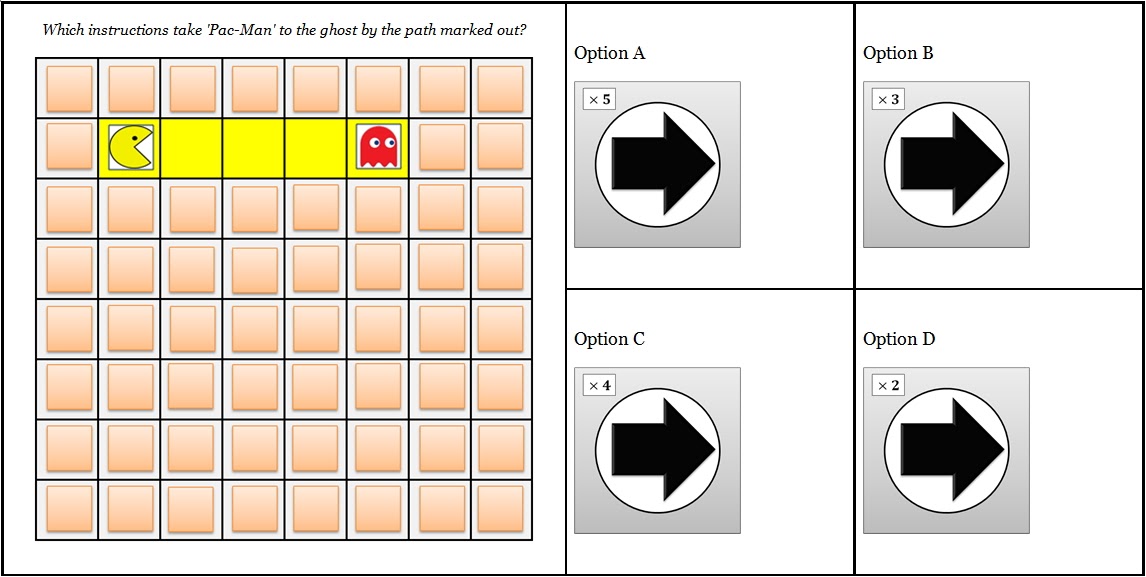 Which instructions take 'Pac-Man' to the ghost by the path marked out?
Option A
× 5
Option B
× 3
Option C
× 4
Option D
× 2